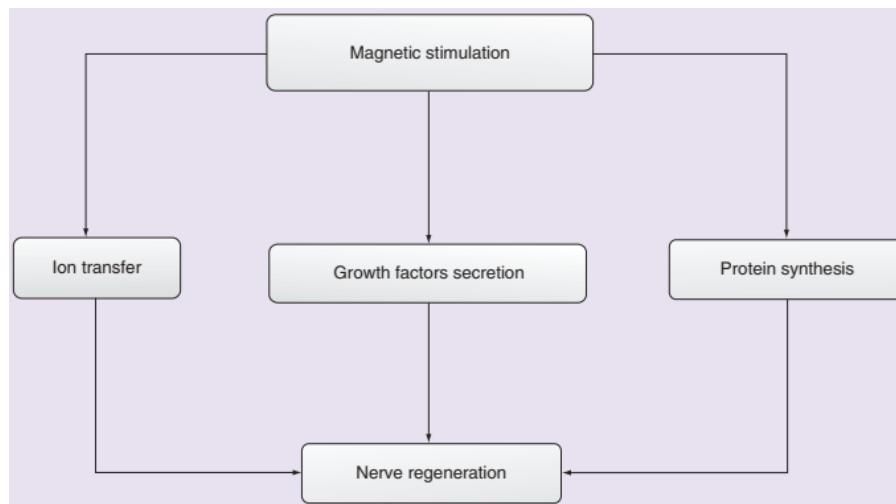 Magnetic stimulation
Ion transfer
Growth factors secretion
Protein synthesis
Nerve regeneration